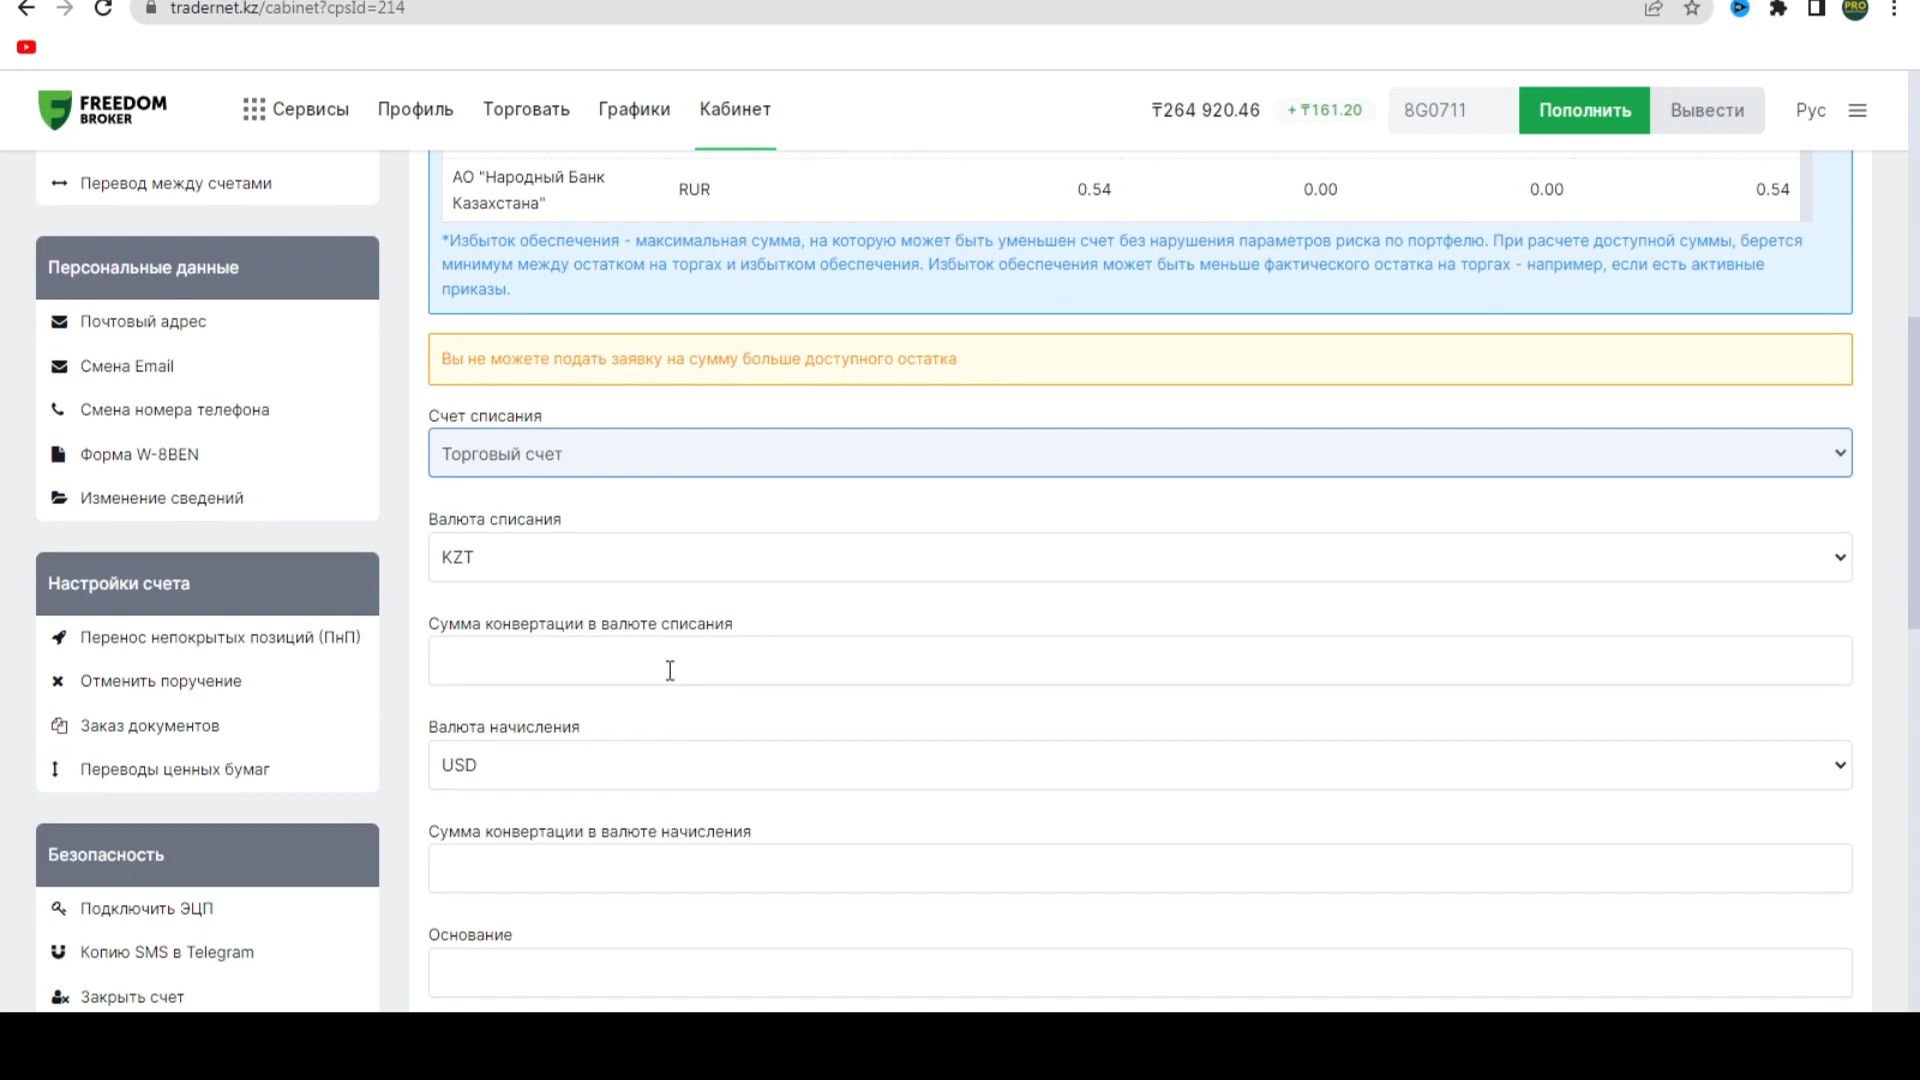 tradernet.kz/cabinet?cpsId=214
PRO
FREEDOM
BROKER
Сервисы
Профиль
Торговать
Графики
Кабинет
₸264 920.46
+ ₸161.20
8G0711
Пополнить
Вывести
Рус
Перевод между счетами
Персональные данные
Почтовый адрес
Смена Email
Смена номера телефона
Форма W-8BEN
Изменение сведений
Настройки счета
Перенос непокрытых позиций (ПнП)
Отменить поручение
Заказ документов
Переводы ценных бумаг
Безопасность
Подключить ЭЦП
Копию SMS в Telegram
Закрыть счет
АО "Народный Банк
Казахстана"
RUR
0.54
0.00
0.00
0.54
*Избыток обеспечения - максимальная сумма, на которую может быть уменьшен счет без нарушения параметров риска по портфелю. При расчете доступной суммы, берется
минимум между остатком на торгах и избытком обеспечения. Избыток обеспечения может быть меньше фактического остатка на торгах - например, если есть активные
приказы.
Вы не можете подать заявку на сумму больше доступного остатка
Счет списания
Торговый счет
Валюта списания
KZT
Сумма конвертации в валюте списания
Валюта начисления
USD
Сумма конвертации в валюте начисления
Основание